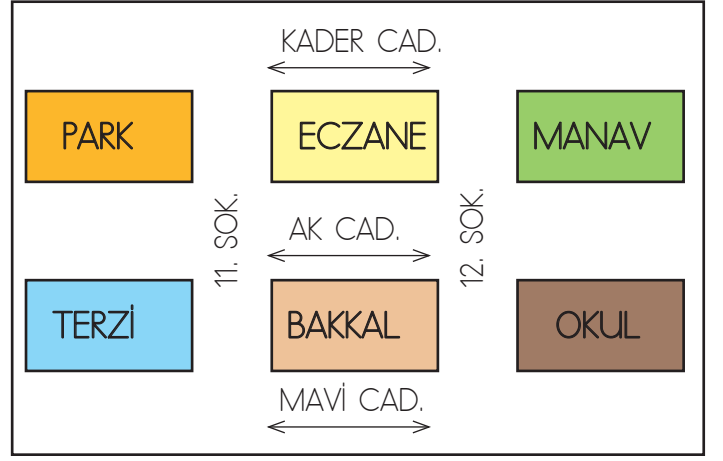 KADER CAD.
PARK
ECZANE
MANAV
11. SOK.
AK CAD.
12. SOK.
TERZİ
BAKKAL
OKUL
MAVİ CAD.